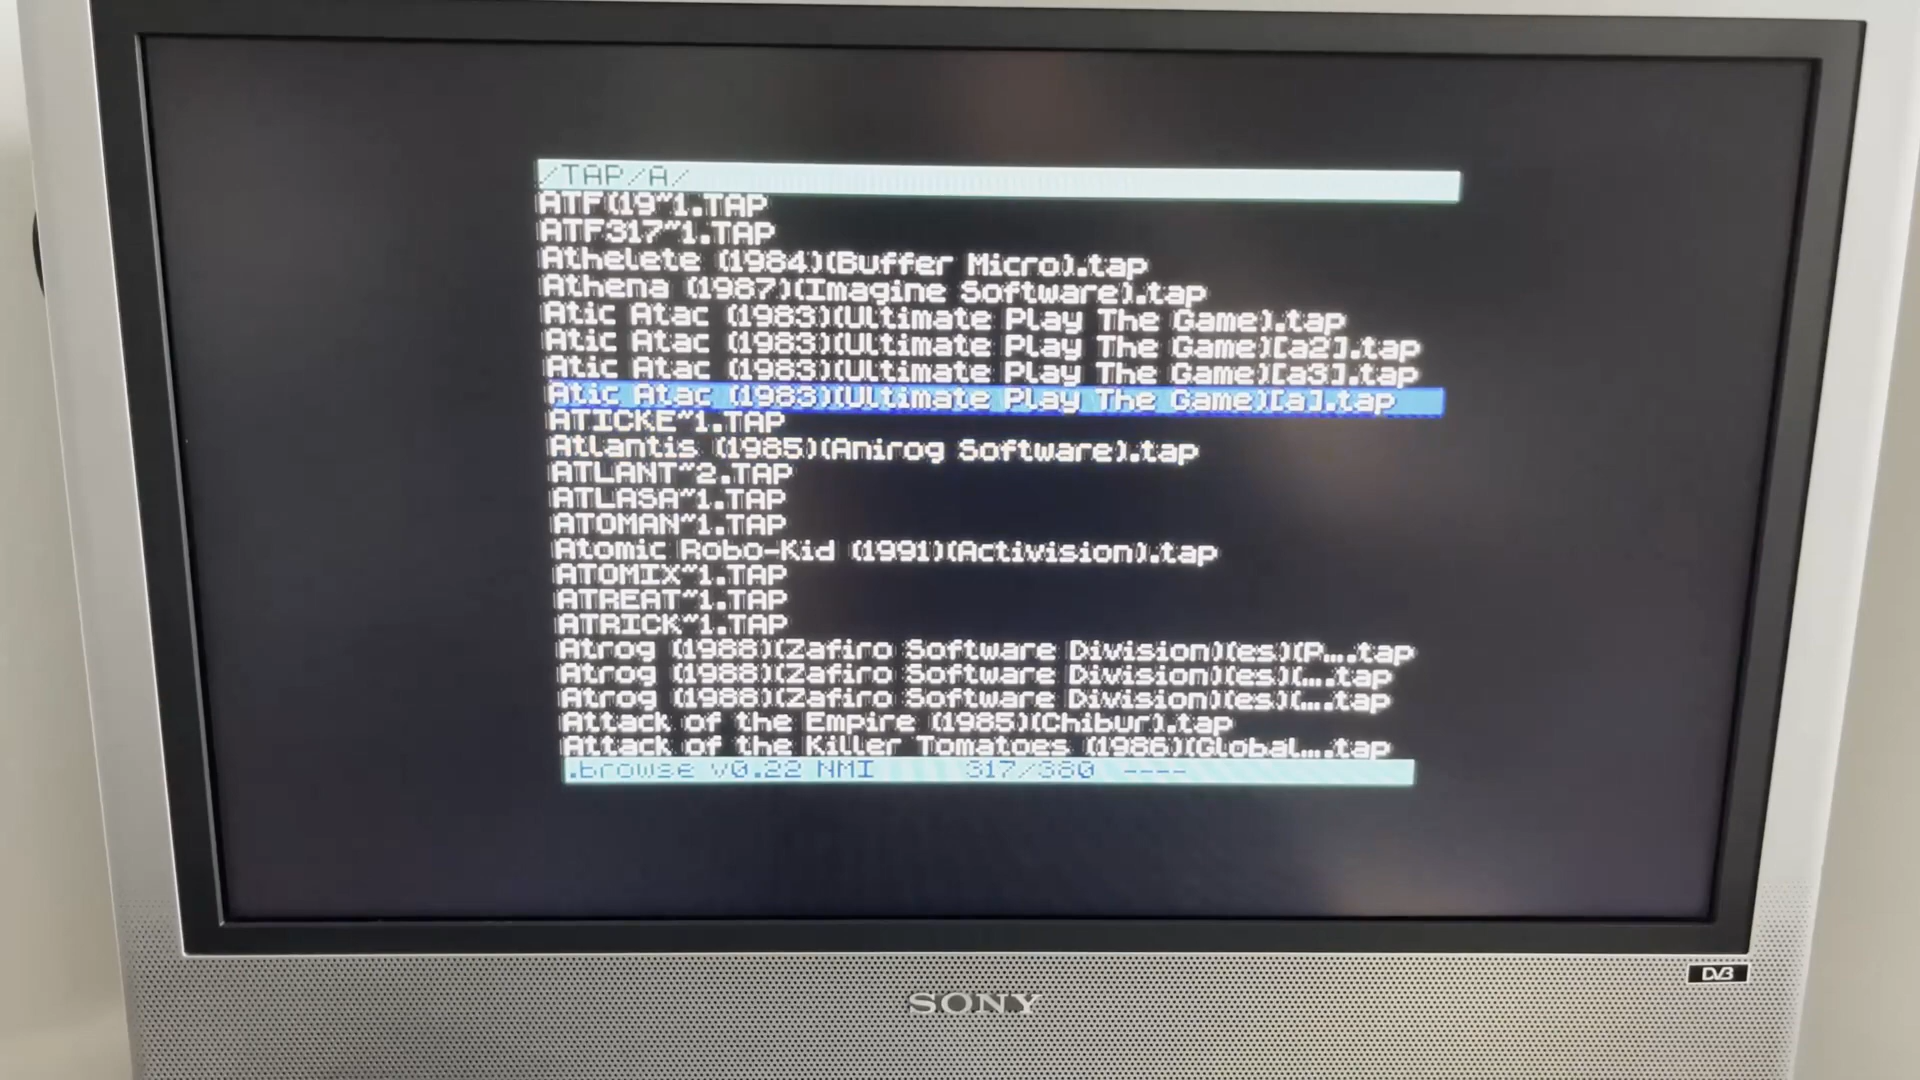 /TAP/A/
ATF(19~1.TAP
ATF317~1.TAP
Athelete (1984)(Buffer Micro).tap
Athena (1987)(Imagine Software).tap
Atic Atac (1983)(Ultimate Play The Game).tap
Atic Atac (1983)(Ultimate Play The Game)[a2].tap
Atic Atac (1983)(Ultimate Play The Game)[a3].tap
Atic Atac (1983)(Ultimate Play The Game)[a].tap
ATICKE~1.TAP
Atlantis (1985)(Anirog Software).tap
ATLANT~2.TAP
ATLASA~1.TAP
ATOMAN~1.TAP
Atomic Robo-Kid (1991)(Activision).tap
ATOMIX~1.TAP
ATREAT~1.TAP
ATRICK~1.TAP
Atrog (1988)(Zafiro Software Division)(es)(P....tap
Atrog (1988)(Zafiro Software Division)(es)(....tap
Atrog (1988)(Zafiro Software Division)(es)(....tap
Attack of the Empire (1985)(Chibur).tap
Attack of the Killer Tomatoes (1986)(Global....tap
.browse v0.22 NMI 317/380 ----
DVB
SONY